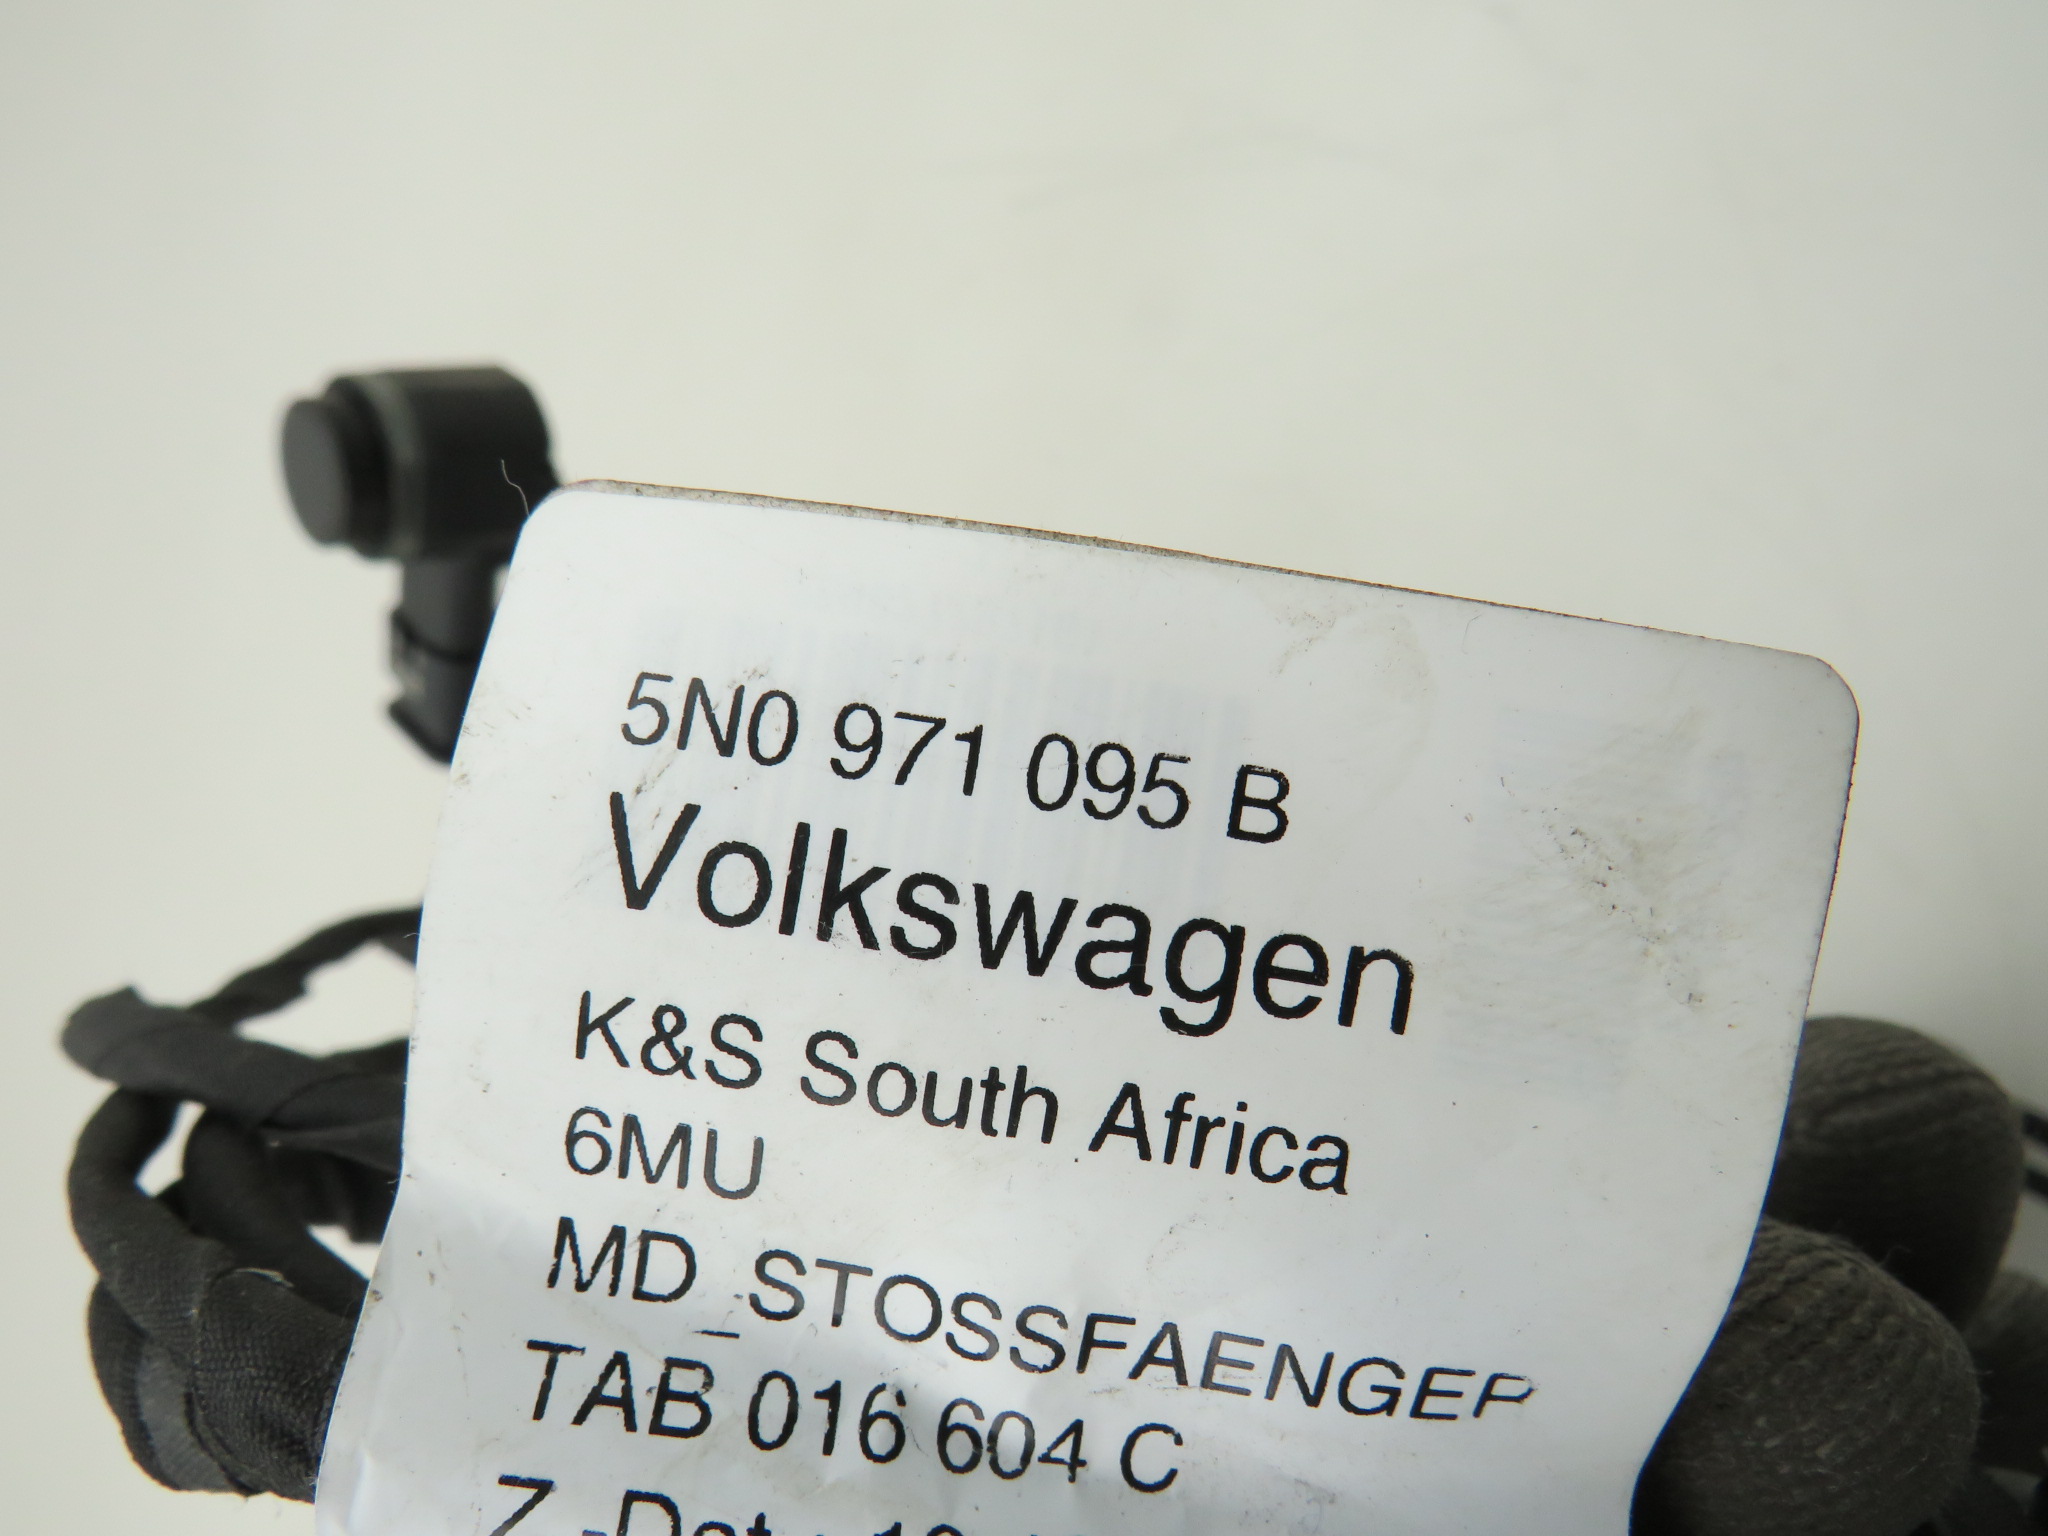 5N0 971 095 B
Volkswagen
K&S South Africa
6MU
MD_STOSSFAENGER
TAB 016 604 C